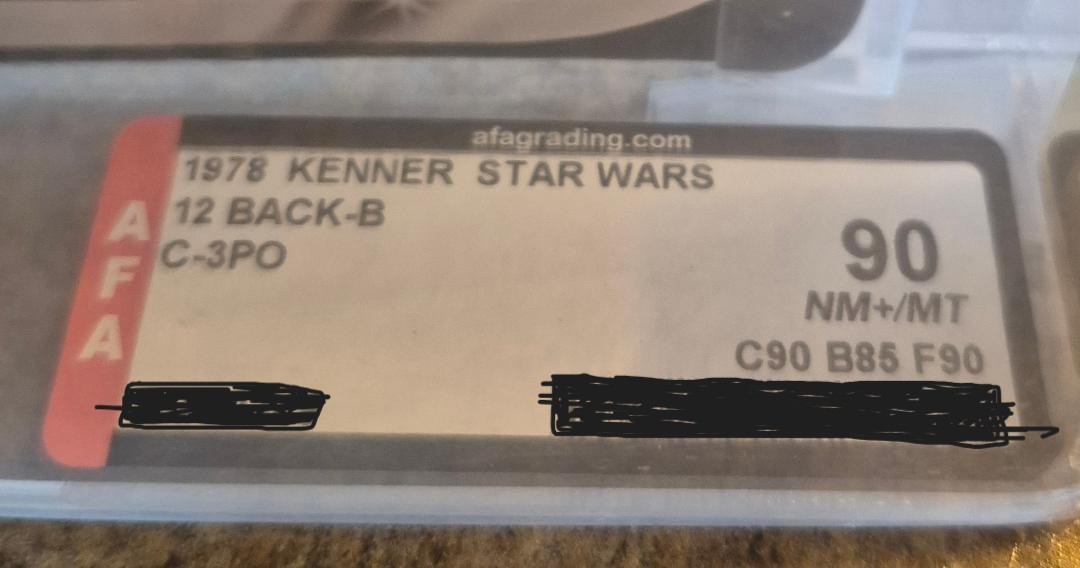 afagrading.com
1978 KENNER STAR WARS
12 BACK-B
C-3PO
AFA
90
NM+/MT
C90 B85 F90